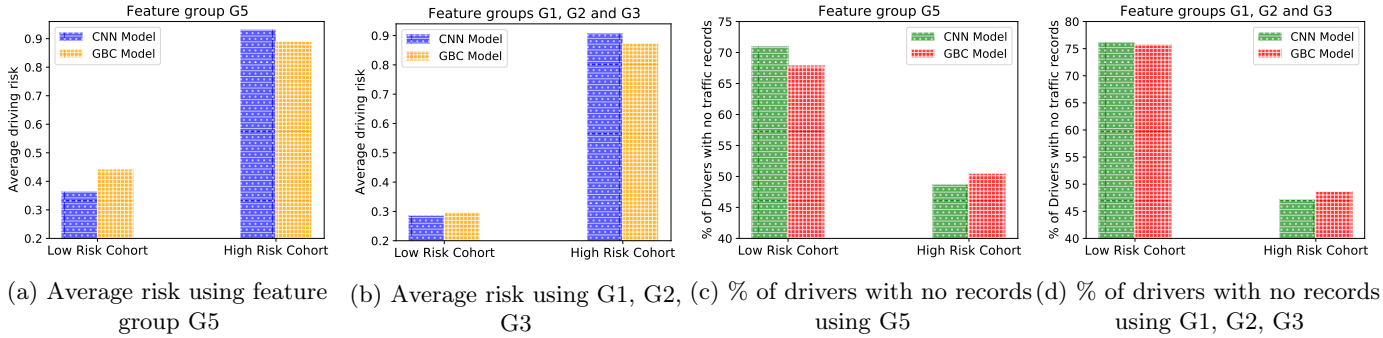 Feature group G5
Average driving risk
0.9
0.8
0.7
0.6
0.5
0.4
0.3
0.2
CNN Model
GBC Model
Low Risk Cohort
High Risk Cohort
(a) Average risk using feature
group G5
Feature groups G1, G2 and G3
Average driving risk
0.9
0.8
0.7
0.6
0.5
0.4
0.3
0.2
CNN Model
GBC Model
Low Risk Cohort
High Risk Cohort
(b) Average risk using G1, G2,
G3
Feature group G5
% of Drivers with no traffic records
75
70
65
60
55
50
45
40
CNN Model
GBC Model
Low Risk Cohort
High Risk Cohort
(c) % of drivers with no records
using G5
Feature groups G1, G2 and G3
% of Drivers with no traffic records
80
75
70
65
60
55
50
45
40
CNN Model
GBC Model
Low Risk Cohort
High Risk Cohort
(d) % of drivers with no records
using G1, G2, G3